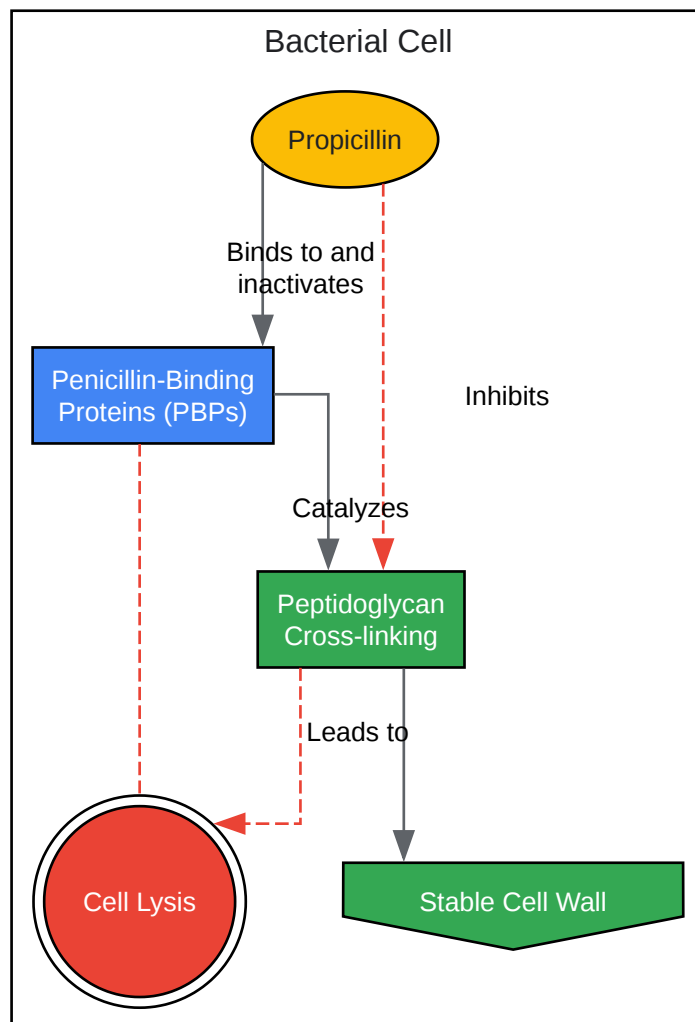 Bacterial Cell
Propicillin
Binds to and
inactivates
Penicillin-Binding
Proteins (PBPs)
Inhibits
Catalyzes
Peptidoglycan
Cross-linking
Leads to
Cell Lysis
Stable Cell Wall